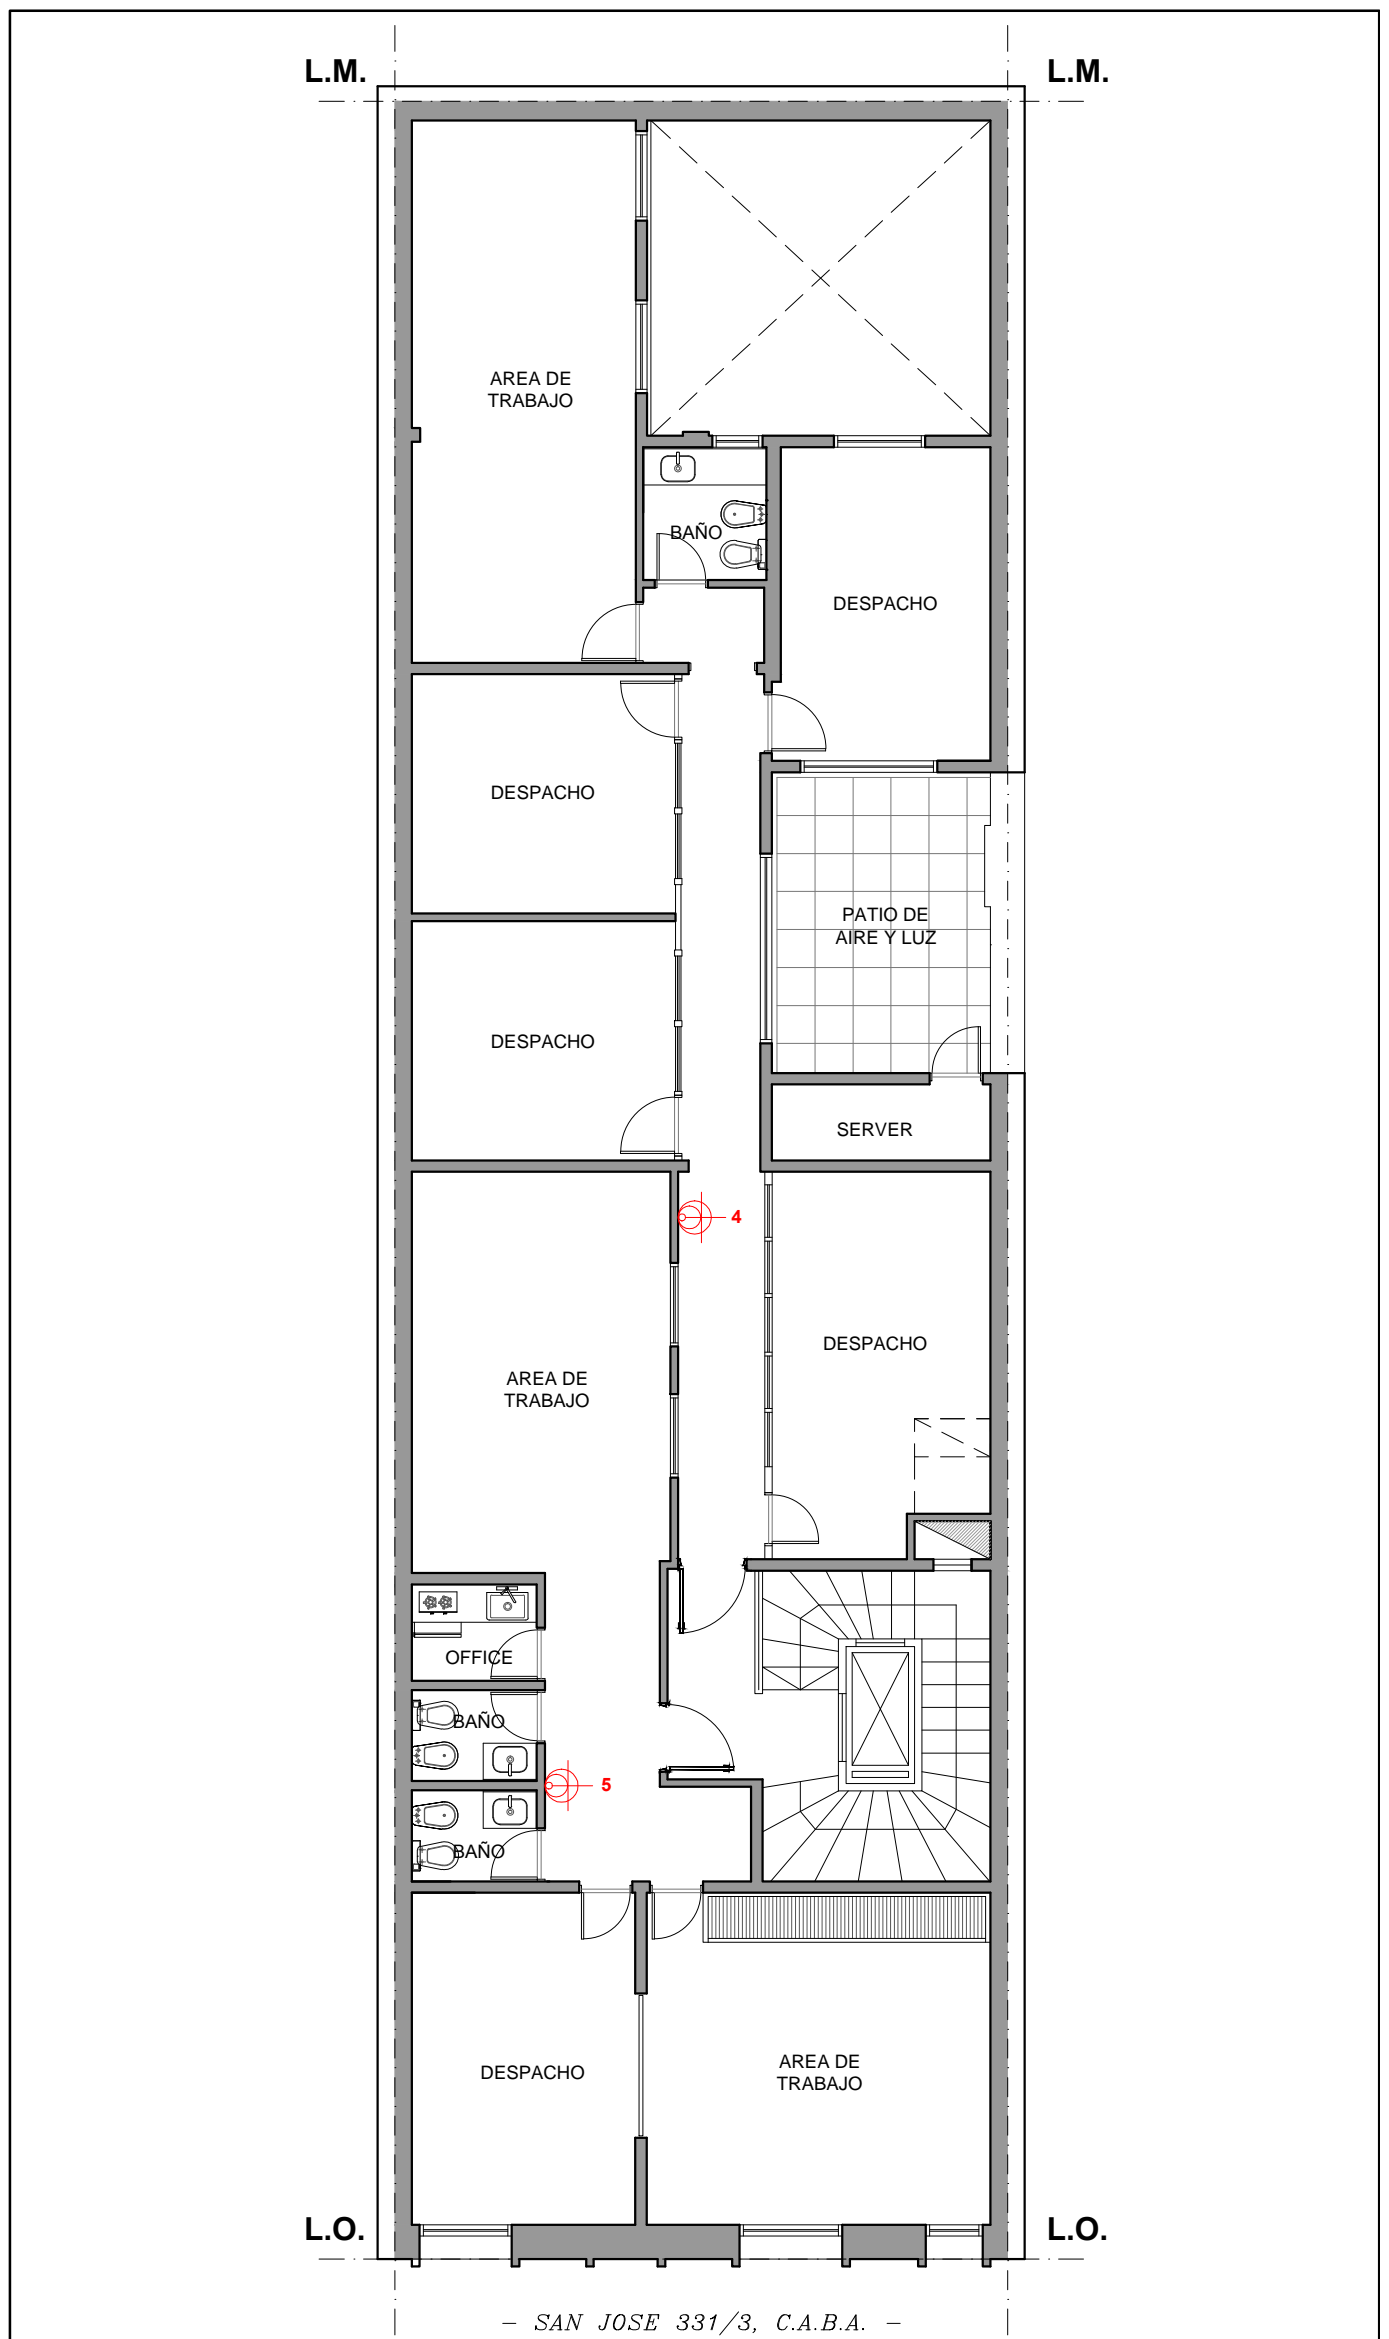 L.M.
L.M.
AREA DE
TRABAJO
BAÑO
DESPACHO
DESPACHO
PATIO DE
AIRE Y LUZ
DESPACHO
SERVER
4
DESPACHO
AREA DE
TRABAJO
OFFICE
BAÑO
5
BAÑO
DESPACHO
AREA DE
TRABAJO
L.O.
L.O.
- SAN JOSE 331/3, C.A.B.A. -